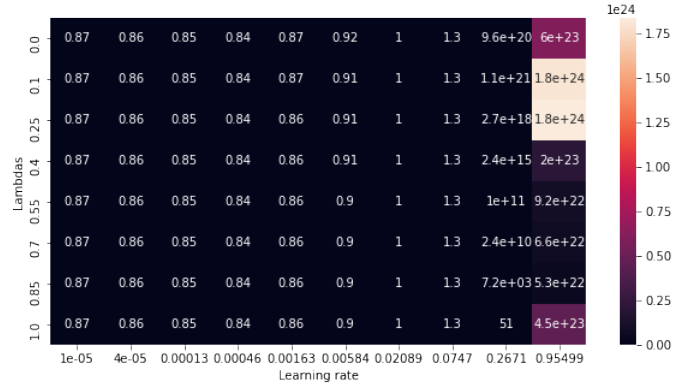 1e24
0.0 0.87 0.86 0.85 0.84 0.87 0.92 1 1.3 9.6e+20 6e+23
0.1 0.87 0.86 0.85 0.84 0.87 0.91 1 1.3 1.1e+21 1.8e+24
0.25 0.87 0.86 0.85 0.84 0.86 0.91 1 1.3 2.7e+18 1.8e+24
0.4 0.87 0.86 0.85 0.84 0.86 0.91 1 1.3 2.4e+15 2e+23
0.55 0.87 0.86 0.85 0.84 0.86 0.9 1 1.3 1e+11 9.2e+22
0.7 0.87 0.86 0.85 0.84 0.86 0.9 1 1.3 2.4e+10 6.6e+22
0.85 0.87 0.86 0.85 0.84 0.86 0.9 1 1.3 7.2e+03 5.3e+22
1.0 0.87 0.86 0.85 0.84 0.86 0.9 1 1.3 51 4.5e+23
Lambdas
1e-05 4e-05 0.00013 0.00046 0.00163 0.00584 0.02089 0.0747 0.2671 0.95499
Learning rate
1.75
1.50
1.25
1.00
0.75
0.50
0.25
0.00